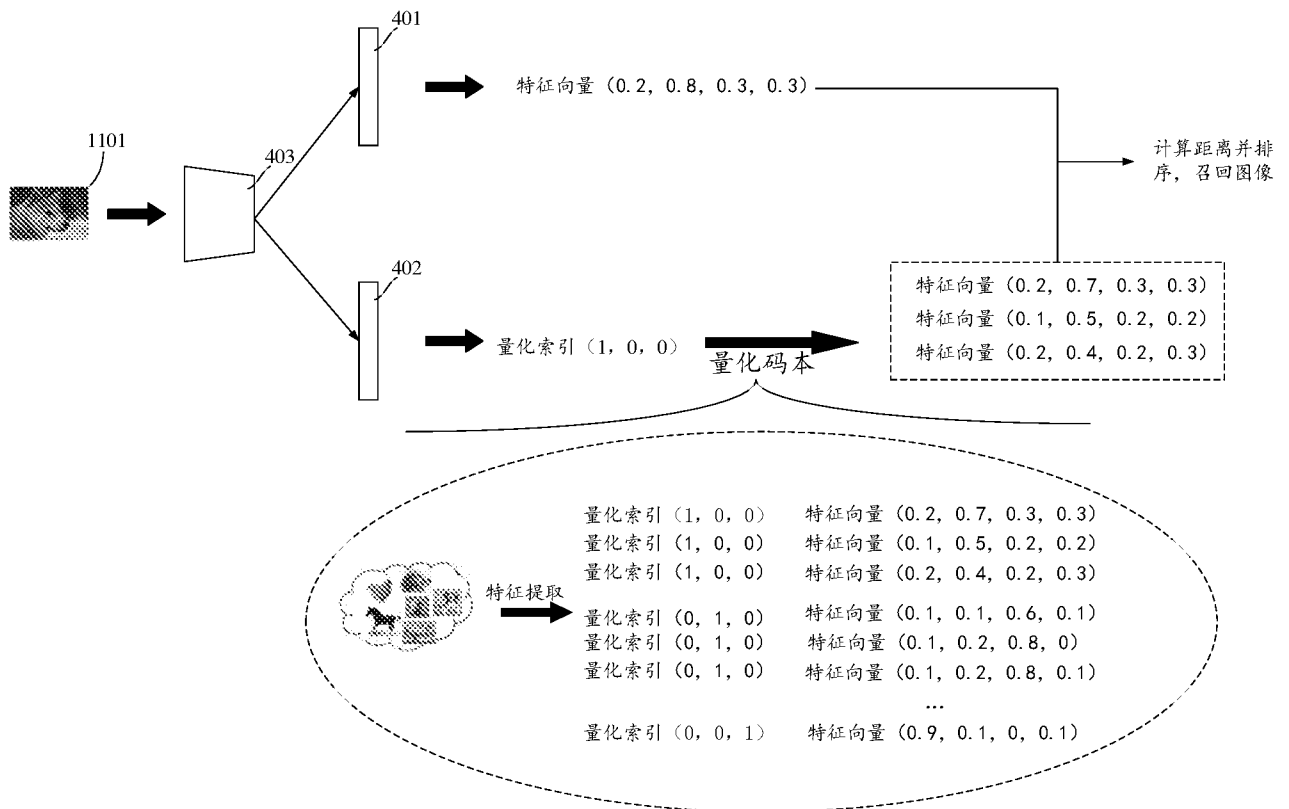 401
特征向量（0.2, 0.8, 0.3, 0.3）
1101
403
计算距离并排
序，召回图像
402
特征向量（0.2, 0.7, 0.3, 0.3）
特征向量（0.1, 0.5, 0.2, 0.2）
特征向量（0.2, 0.4, 0.2, 0.3）
量化索引（1, 0, 0）
量化码本
量化索引（1, 0, 0） 特征向量（0.2, 0.7, 0.3, 0.3）
量化索引（1, 0, 0） 特征向量（0.1, 0.5, 0.2, 0.2）
量化索引（1, 0, 0） 特征向量（0.2, 0.4, 0.2, 0.3）
特征提取
量化索引（0, 1, 0） 特征向量（0.1, 0.1, 0.6, 0.1）
量化索引（0, 1, 0） 特征向量（0.1, 0.2, 0.8, 0）
量化索引（0, 1, 0） 特征向量（0.1, 0.2, 0.8, 0.1）
...
量化索引（0, 0, 1） 特征向量（0.9, 0.1, 0, 0.1）